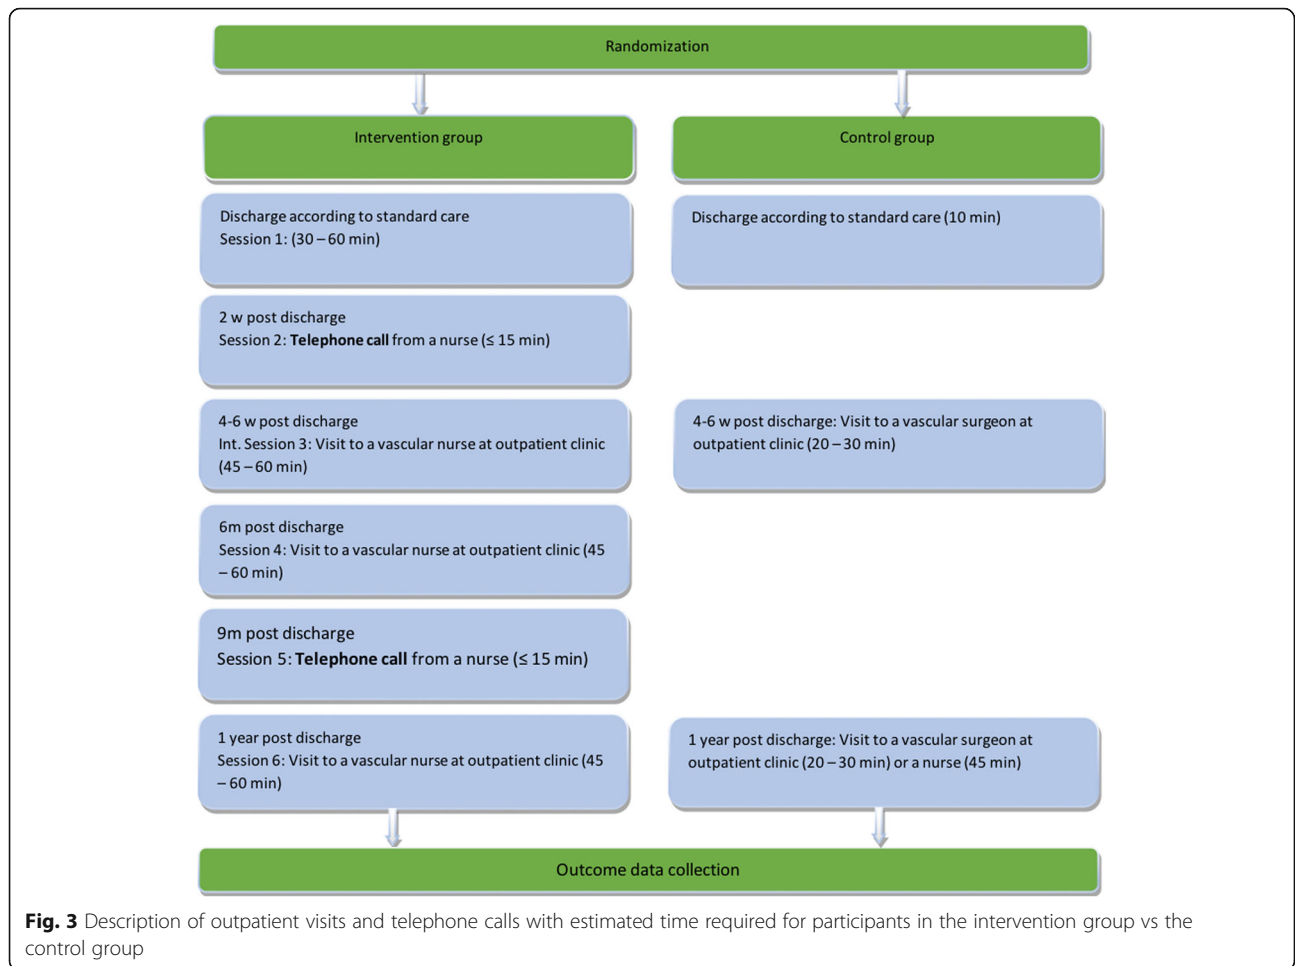 Randomization
Intervention group
Control group
Discharge according to standard care
Session 1: (30 – 60 min)
Discharge according to standard care (10 min)
2 w post discharge
Session 2: Telephone call from a nurse (≤ 15 min)
4-6 w post discharge
Int. Session 3: Visit to a vascular nurse at outpatient clinic
(45 – 60 min)
4-6 w post discharge: Visit to a vascular surgeon at
outpatient clinic (20 – 30 min)
6m post discharge
Session 4: Visit to a vascular nurse at outpatient clinic (45
– 60 min)
9m post discharge
Session 5: Telephone call from a nurse (≤ 15 min)
1 year post discharge
Session 6: Visit to a vascular nurse at outpatient clinic (45
– 60 min)
1 year post discharge: Visit to a vascular surgeon at
outpatient clinic (20 – 30 min) or a nurse (45 min)
Outcome data collection
Fig. 3 Description of outpatient visits and telephone calls with estimated time required for participants in the intervention group vs the
control group